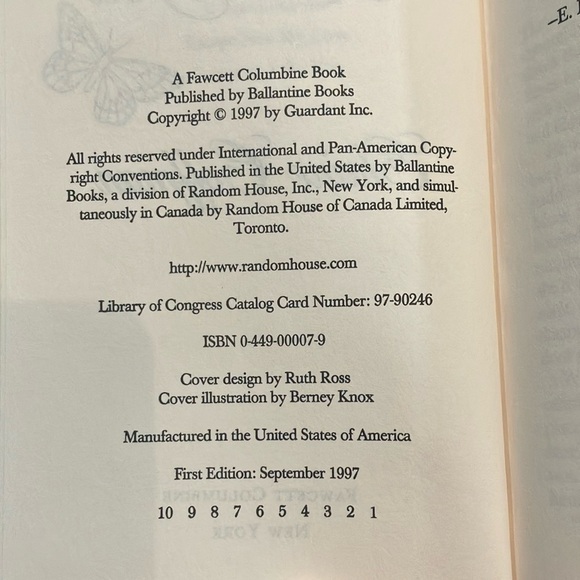 A Fawcett Columbine Book
Published by Ballantine Books
Copyright © 1997 by Guardant Inc.
All rights reserved under International and Pan-American Copy-
right Conventions. Published in the United States by Ballantine
Books, a division of Random House, Inc., New York, and simul-
taneously in Canada by Random House of Canada Limited,
Toronto.
http://www.randomhouse.com
Library of Congress Catalog Card Number: 97-90246
ISBN 0-449-00007-9
Cover design by Ruth Ross
Cover illustration by Berney Knox
Manufactured in the United States of America
First Edition: September 1997
10 9 8 7 6 5 4 3 2 1
–E.